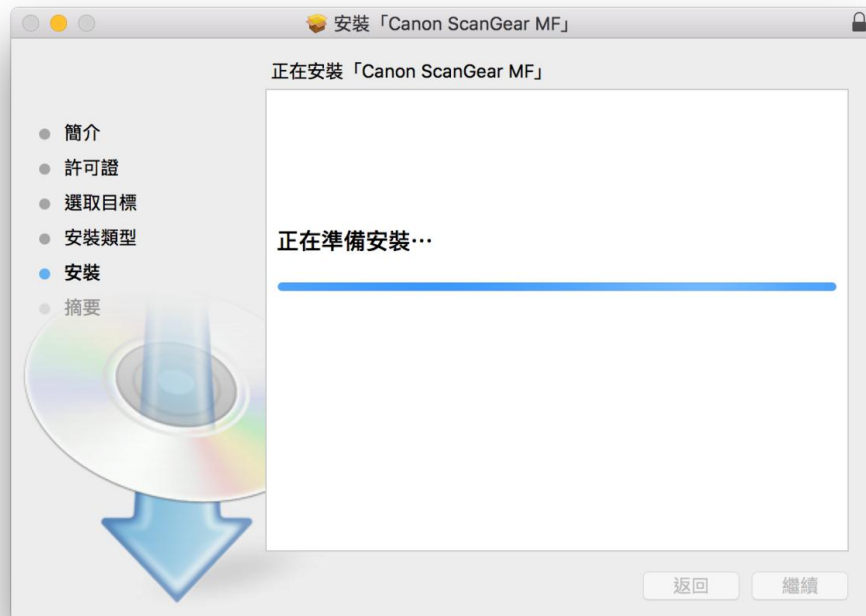 安裝「Canon ScanGear MF」
正在安裝「Canon ScanGear MF」
簡介
許可證
選取目標
安裝類型
安裝
摘要
正在準備安裝⋯
返回
繼續